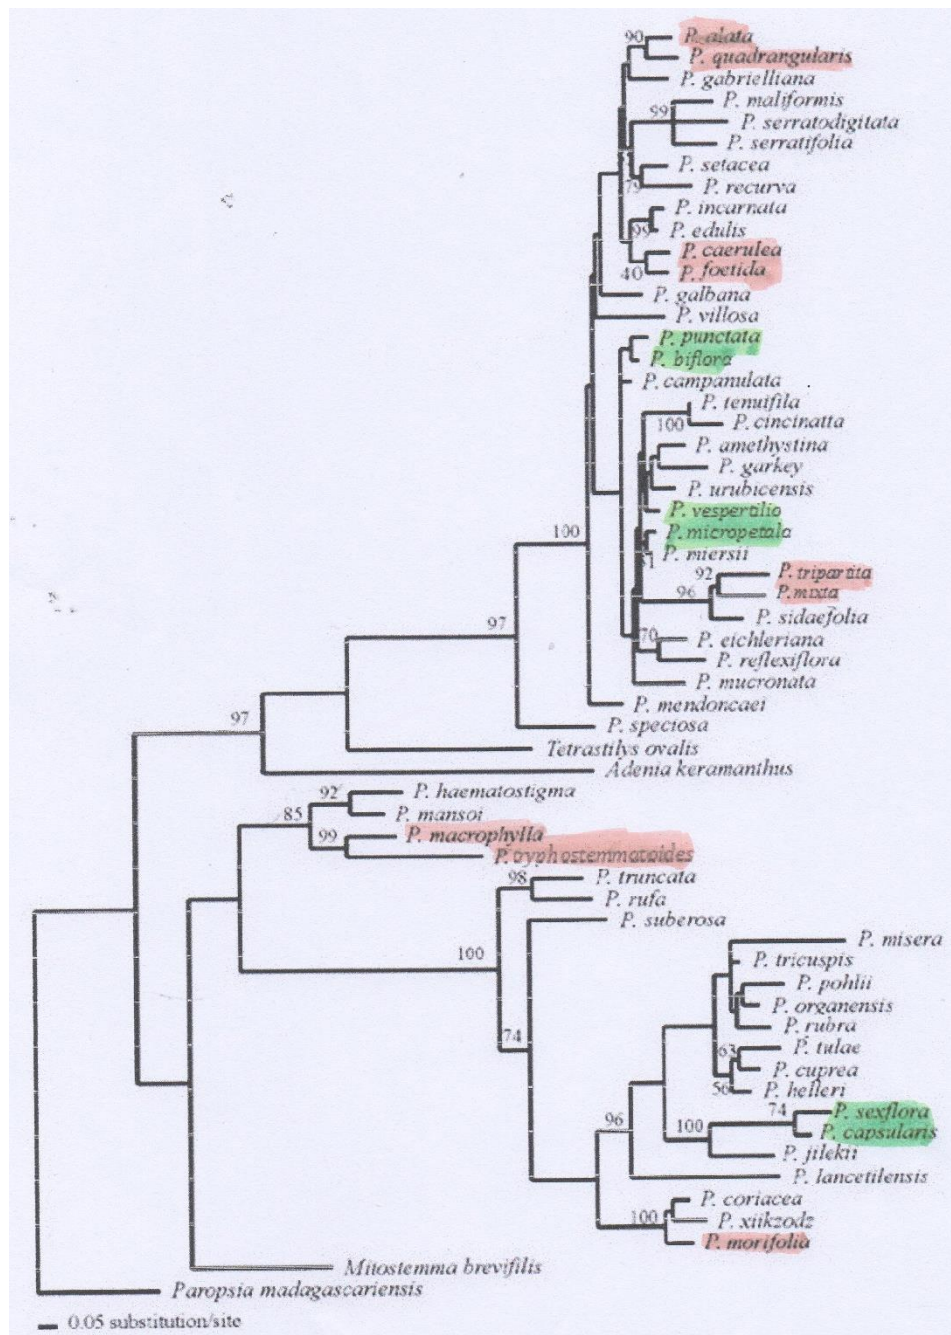 90 P. alata
P. quadrangularis
P. gabrielliana
P. maliformis
99 P. serratodigitata
P. serratifolia
P. setacea
79 P. recurva
P. incarnata
99 P. edulis
P. caerulea
40 P. foetida
P. galbana
P. villosa
P. punctata
P. biflora
P. campanulata
P. tenuifila
100 P. cincinatta
P. amethystina
P. garkey
P. urubicensis
P. vespertilio
100 P. micropetala
P. miersii
51
92 P. tripartita
96 P. mixta
P. sidaefolia
97 70 P. eichleriana
P. reflexiflora
P. mucronata
P. mendoncaei
97 P. speciosa
Tetrastilys ovalis
Adenia keramanthus
92 P. haematostigma
85 P. mansoi
99 P. macrophylla
P. tryphostemmatoides
98 P. truncata
P. rufa
P. suberosa
100 P. misera
P. tricuspis
P. pohlii
P. organensis
P. rubra
74 63 P. tulae
P. cuprea
56 P. helleri
74 P. sexflora
96 100 P. capsularis
P. jilekii
P. lancetilensis
P. coriacea
100 P. xiikzodz
P. morifolia
Mitostemma brevifilis
Paropsia madagascariensis
0.05 substitution/site